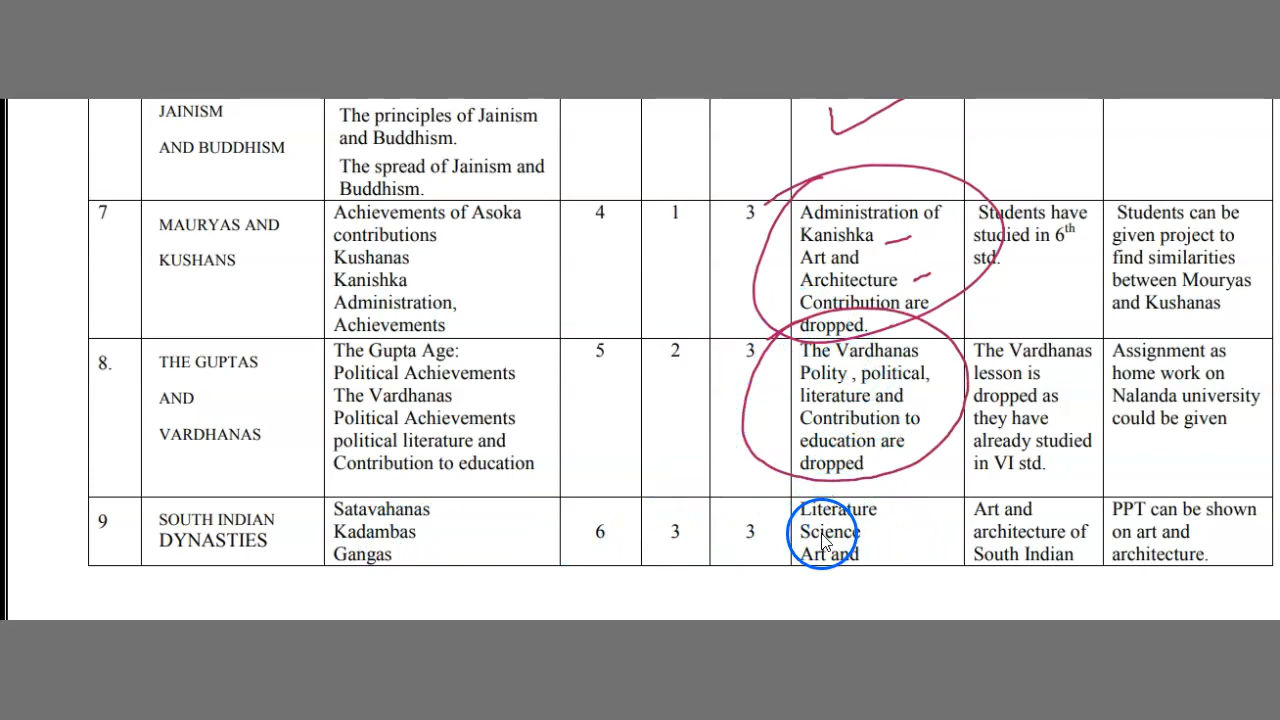 JAINISM
AND BUDDHISM
The principles of Jainism
and Buddhism.
The spread of Jainism and
Buddhism.
7
MAURYAS AND
KUSHANS
Achievements of Asoka
contributions
Kushanas
Kanishka
Administration,
Achievements
4
1
3
Administration of
Kanishka
Art and
Architecture
Contribution are
dropped.
Students have
studied in 6th
std.
Students can be
given project to
find similarities
between Mouryas
and Kushanas
8.
THE GUPTAS
AND
VARDHANAS
The Gupta Age:
Political Achievements
The Vardhanas
Political Achievements
political literature and
Contribution to education
5
2
3
The Vardhanas
Polity , political,
literature and
Contribution to
education are
dropped
The Vardhanas
lesson is
dropped as
they have
already studied
in VI std.
Assignment as
home work on
Nalanda university
could be given
9
SOUTH INDIAN
DYNASTIES
Satavahanas
Kadambas
Gangas
6
3
3
Literature
Science
Art and
Art and
architecture of
South Indian
PPT can be shown
on art and
architecture.